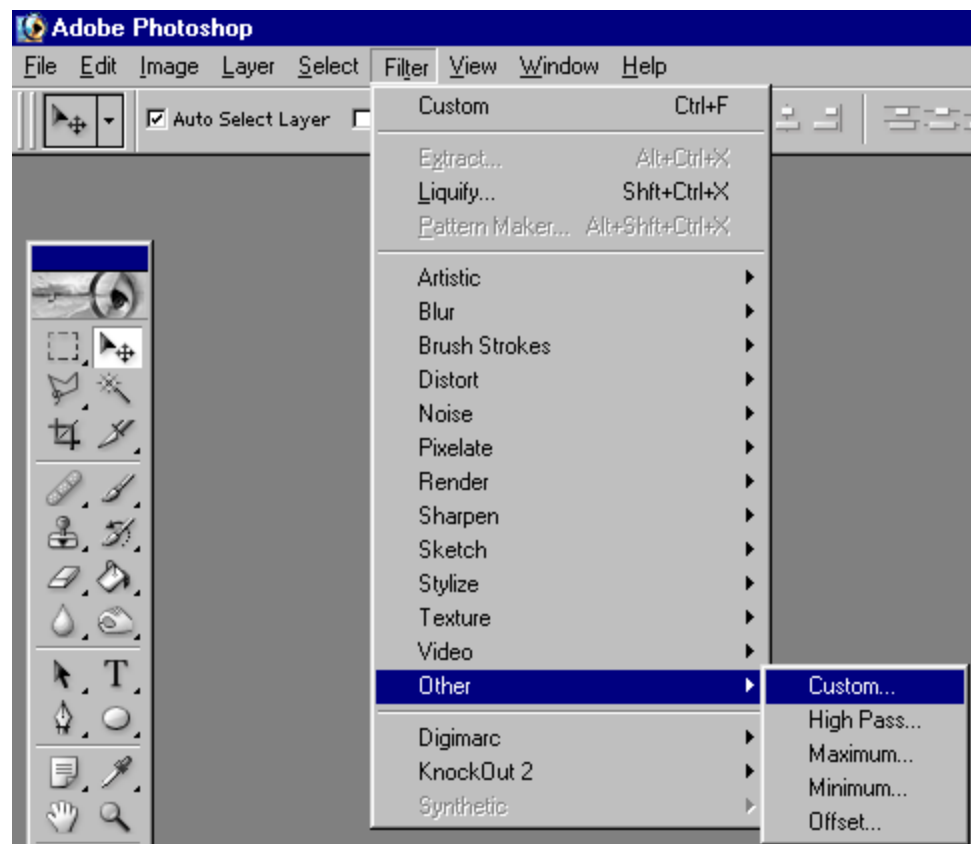 Adobe Photoshop
File Edit Image Layer Select Filter View Window Help
Auto Select Layer
Custom Ctrl+F
Extract... Alt+Ctrl+X
Liquify... Shft+Ctrl+X
Pattern Maker... Alt+Shft+Ctrl+X
Artistic
Blur
Brush Strokes
Distort
Noise
Pixelate
Render
Sharpen
Sketch
Stylize
Texture
Video
Other
Digimarc
KnockOut 2
Synthetic
Custom...
High Pass...
Maximum...
Minimum...
Offset...
T